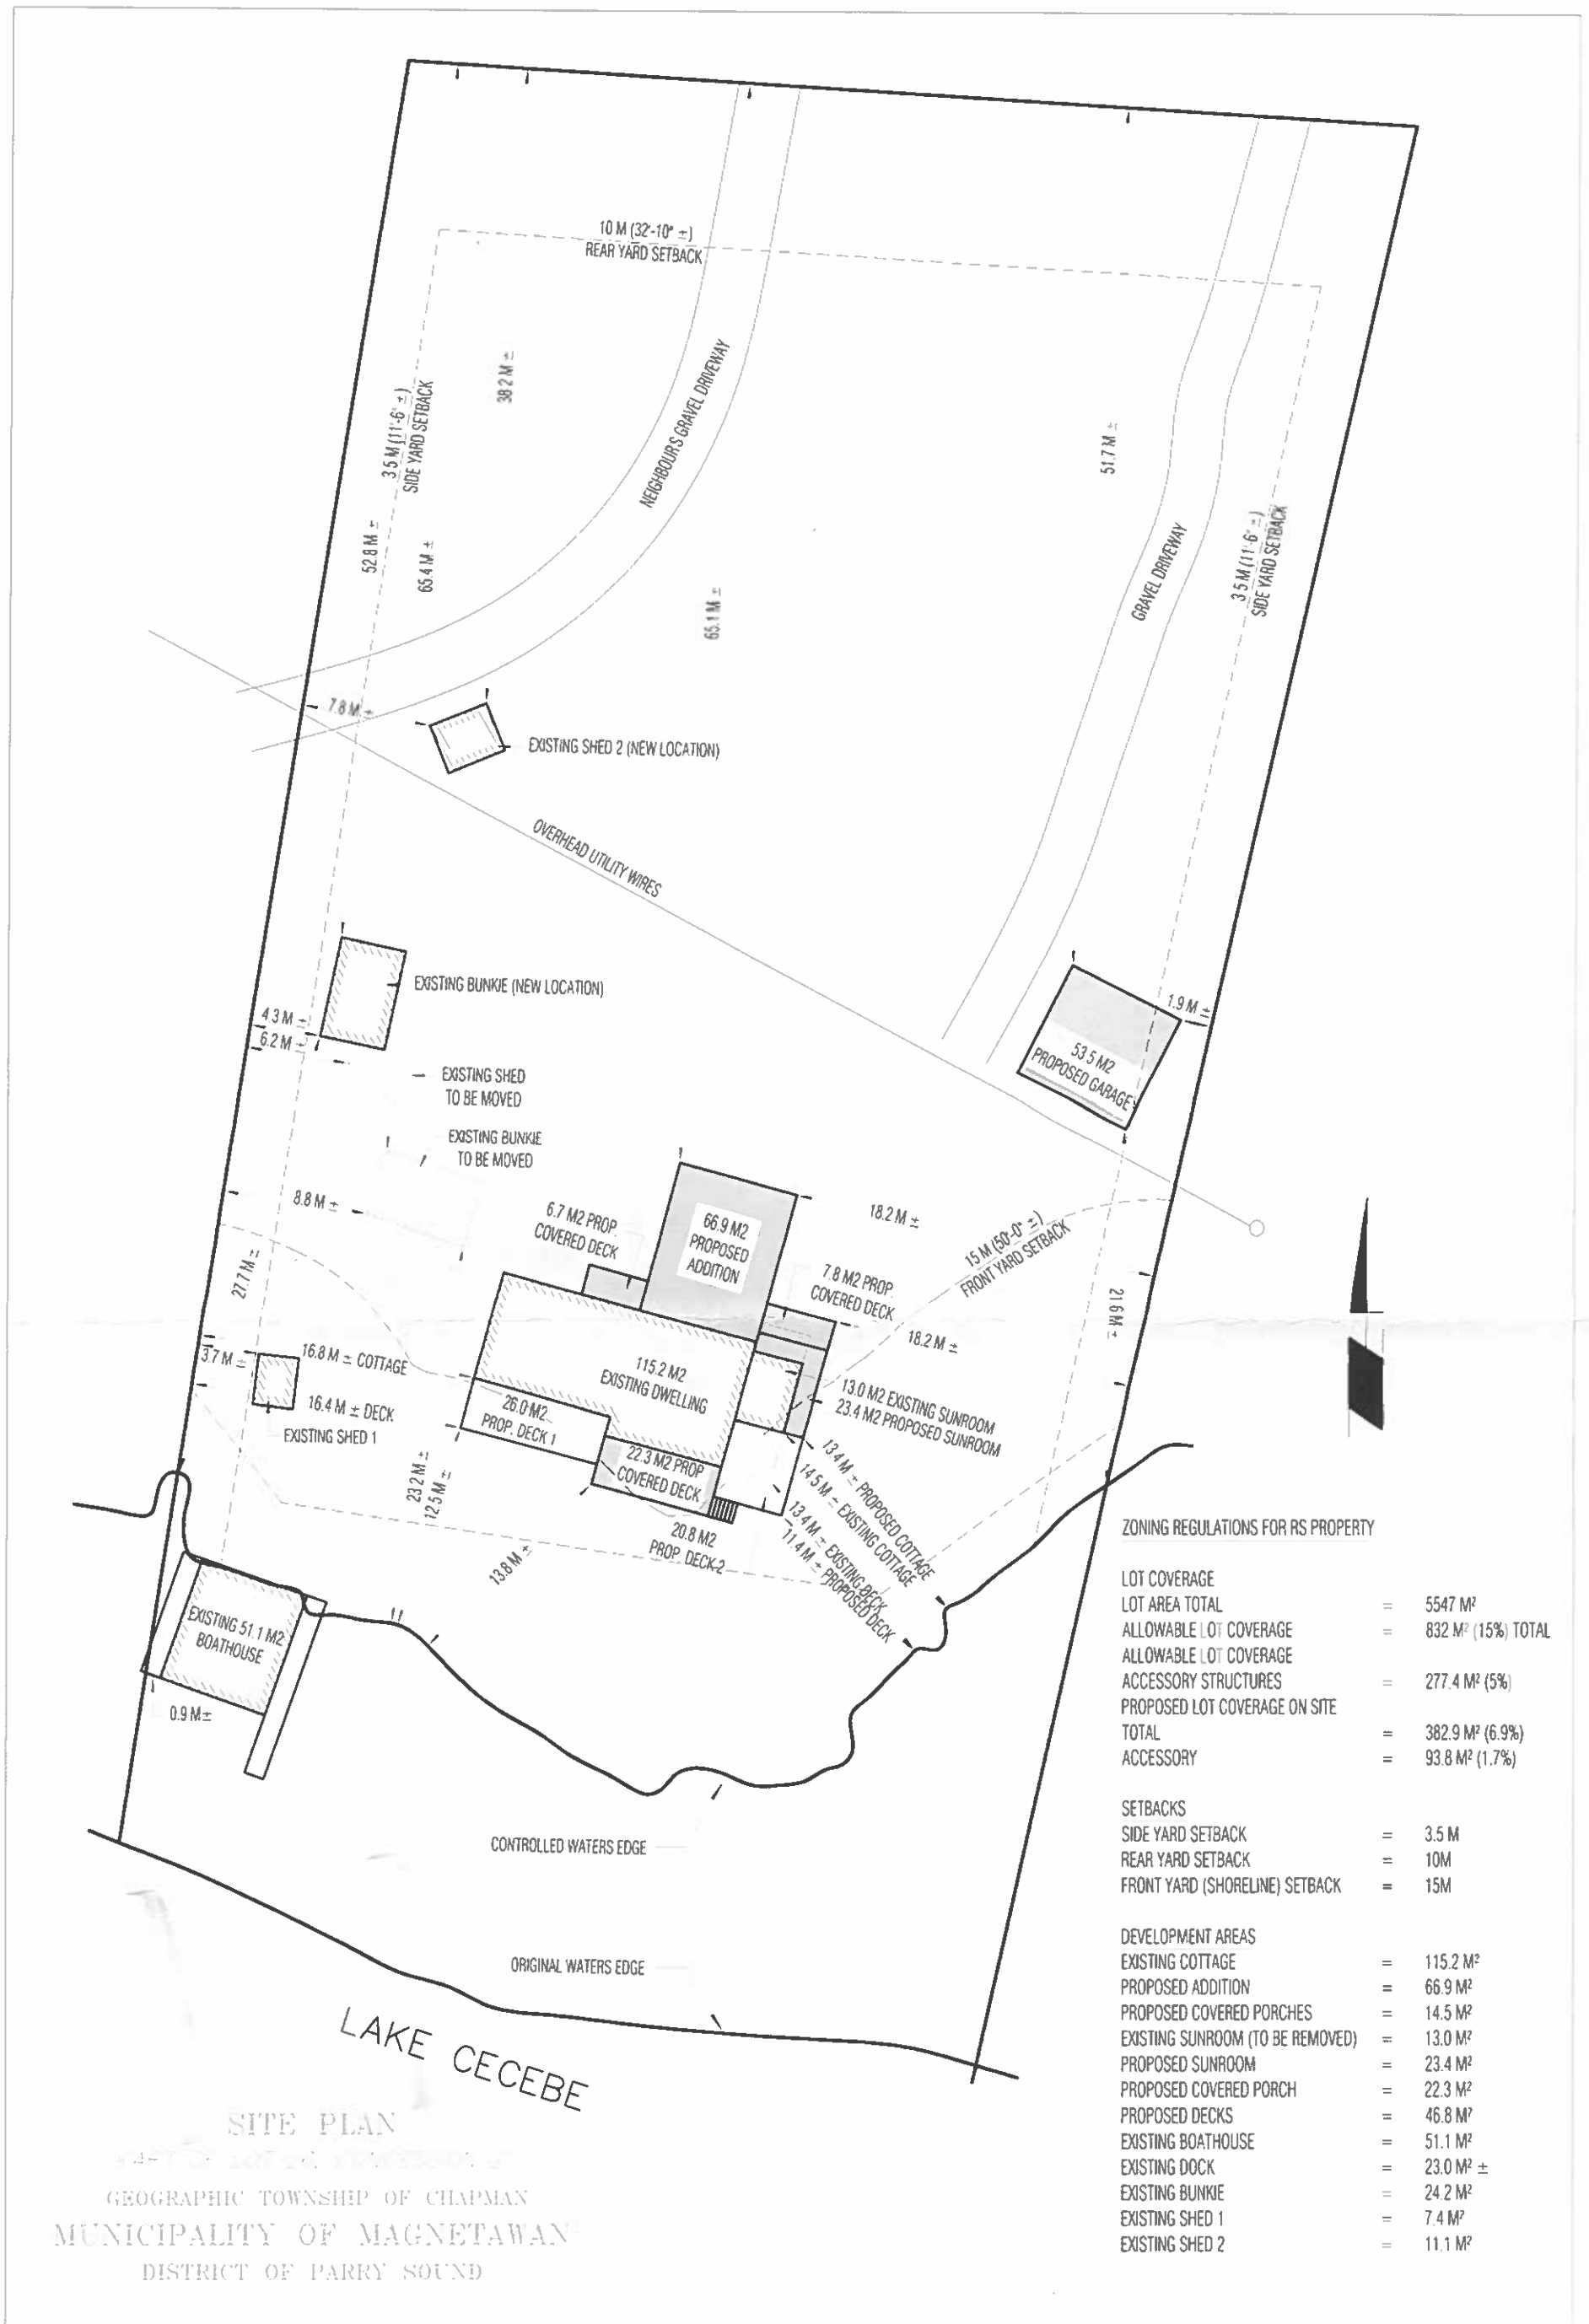 10 M (32'-10" ±)
REAR YARD SETBACK
38.2 M ±
3.5 M (11'-6" ±)
SIDE YARD SETBACK
NEIGHBOURS GRAVEL DRIVEWAY
51.7 M ±
52.8 M ±
65.4 M ±
65.1 M ±
GRAVEL DRIVEWAY
3.5 M (11'-6" ±)
SIDE YARD SETBACK
7.8 M ±
EXISTING SHED 2 (NEW LOCATION)
OVERHEAD UTILITY WIRES
EXISTING BUNKIE (NEW LOCATION)
4.3 M ±
6.2 M ±
1.9 M ±
53.5 M2
PROPOSED GARAGE
EXISTING SHED
TO BE MOVED
EXISTING BUNKIE
TO BE MOVED
8.8 M ±
6.7 M2 PROP.
COVERED DECK
66.9 M2
PROPOSED
ADDITION
18.2 M ±
15 M (50'-0" ±)
FRONT YARD SETBACK
7.8 M2 PROP.
COVERED DECK
27.7 M ±
21.6 M ±
18.2 M ±
3.7 M ±
16.8 M ± COTTAGE
16.4 M ± DECK
EXISTING SHED 1
115.2 M2
EXISTING DWELLING
13.0 M2 EXISTING SUNROOM
23.4 M2 PROPOSED SUNROOM
26.0 M2
PROP. DECK 1
22.3 M2 PROP
COVERED DECK
23.2 M ±
12.5 M ±
13.4 M ± PROPOSED COTTAGE
14.5 M ± EXISTING COTTAGE
13.4 M ± EXISTING DECK
11.4 M ± PROPOSED DECK
20.8 M2
PROP. DECK 2
13.8 M ±
EXISTING 51.1 M2
BOATHOUSE
0.9 M±
CONTROLLED WATERS EDGE
ORIGINAL WATERS EDGE
LAKE CECEBE
ZONING REGULATIONS FOR RS PROPERTY
LOT COVERAGE
LOT AREA TOTAL = 5547 M²
ALLOWABLE LOT COVERAGE = 832 M² (15%) TOTAL
ALLOWABLE LOT COVERAGE
ACCESSORY STRUCTURES = 277.4 M² (5%)
PROPOSED LOT COVERAGE ON SITE
TOTAL = 382.9 M² (6.9%)
ACCESSORY = 93.8 M² (1.7%)
SETBACKS
SIDE YARD SETBACK = 3.5 M
REAR YARD SETBACK = 10M
FRONT YARD (SHORELINE) SETBACK = 15M
DEVELOPMENT AREAS
EXISTING COTTAGE = 115.2 M²
PROPOSED ADDITION = 66.9 M²
PROPOSED COVERED PORCHES = 14.5 M²
EXISTING SUNROOM (TO BE REMOVED) = 13.0 M²
PROPOSED SUNROOM = 23.4 M²
PROPOSED COVERED PORCH = 22.3 M²
PROPOSED DECKS = 46.8 M²
EXISTING BOATHOUSE = 51.1 M²
EXISTING DOCK = 23.0 M² ±
EXISTING BUNKIE = 24.2 M²
EXISTING SHED 1 = 7.4 M²
EXISTING SHED 2 = 11.1 M²
SITE PLAN
GEOGRAPHIC TOWNSHIP OF CHAPMAN
MUNICIPALITY OF MAGNETAWAN
DISTRICT OF PARRY SOUND